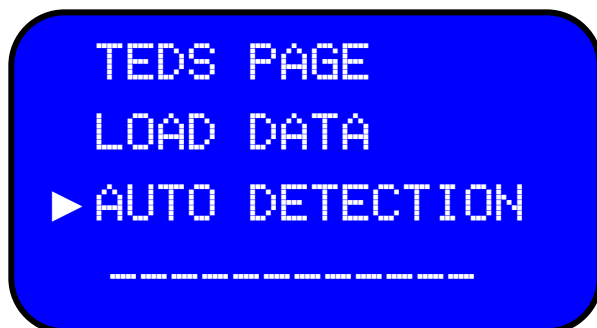 TEDS PAGE
LOAD DATA
►AUTO DETECTION
------------